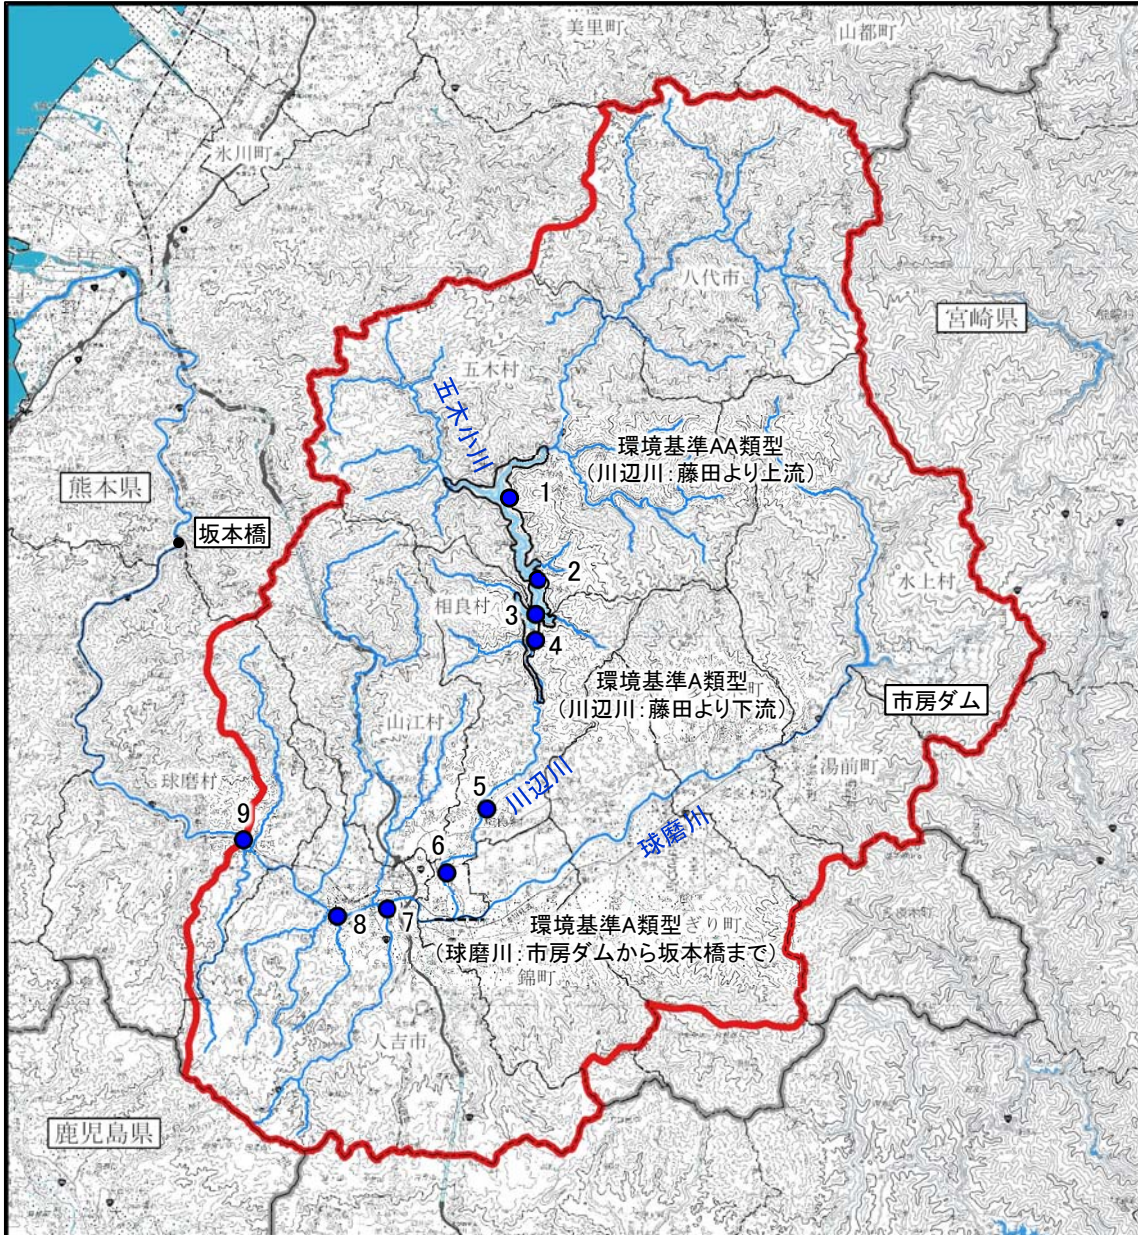 美里町
山都町
氷川町
八代市
宮崎県
五木村
五木小川
環境基準AA類型
（川辺川：藤田より上流）
熊本県
1
坂本橋
2
水上村
相良村
3
4
環境基準A類型
町
（川辺川：藤田より下流）
市房ダム
山江村
湯前町
球磨村
川辺川
5
9
球磨川
6
環境基準A類型
ぎり町
8
7
（球磨川：市房ダムから坂本橋まで）
錦町
人吉市
鹿児島県